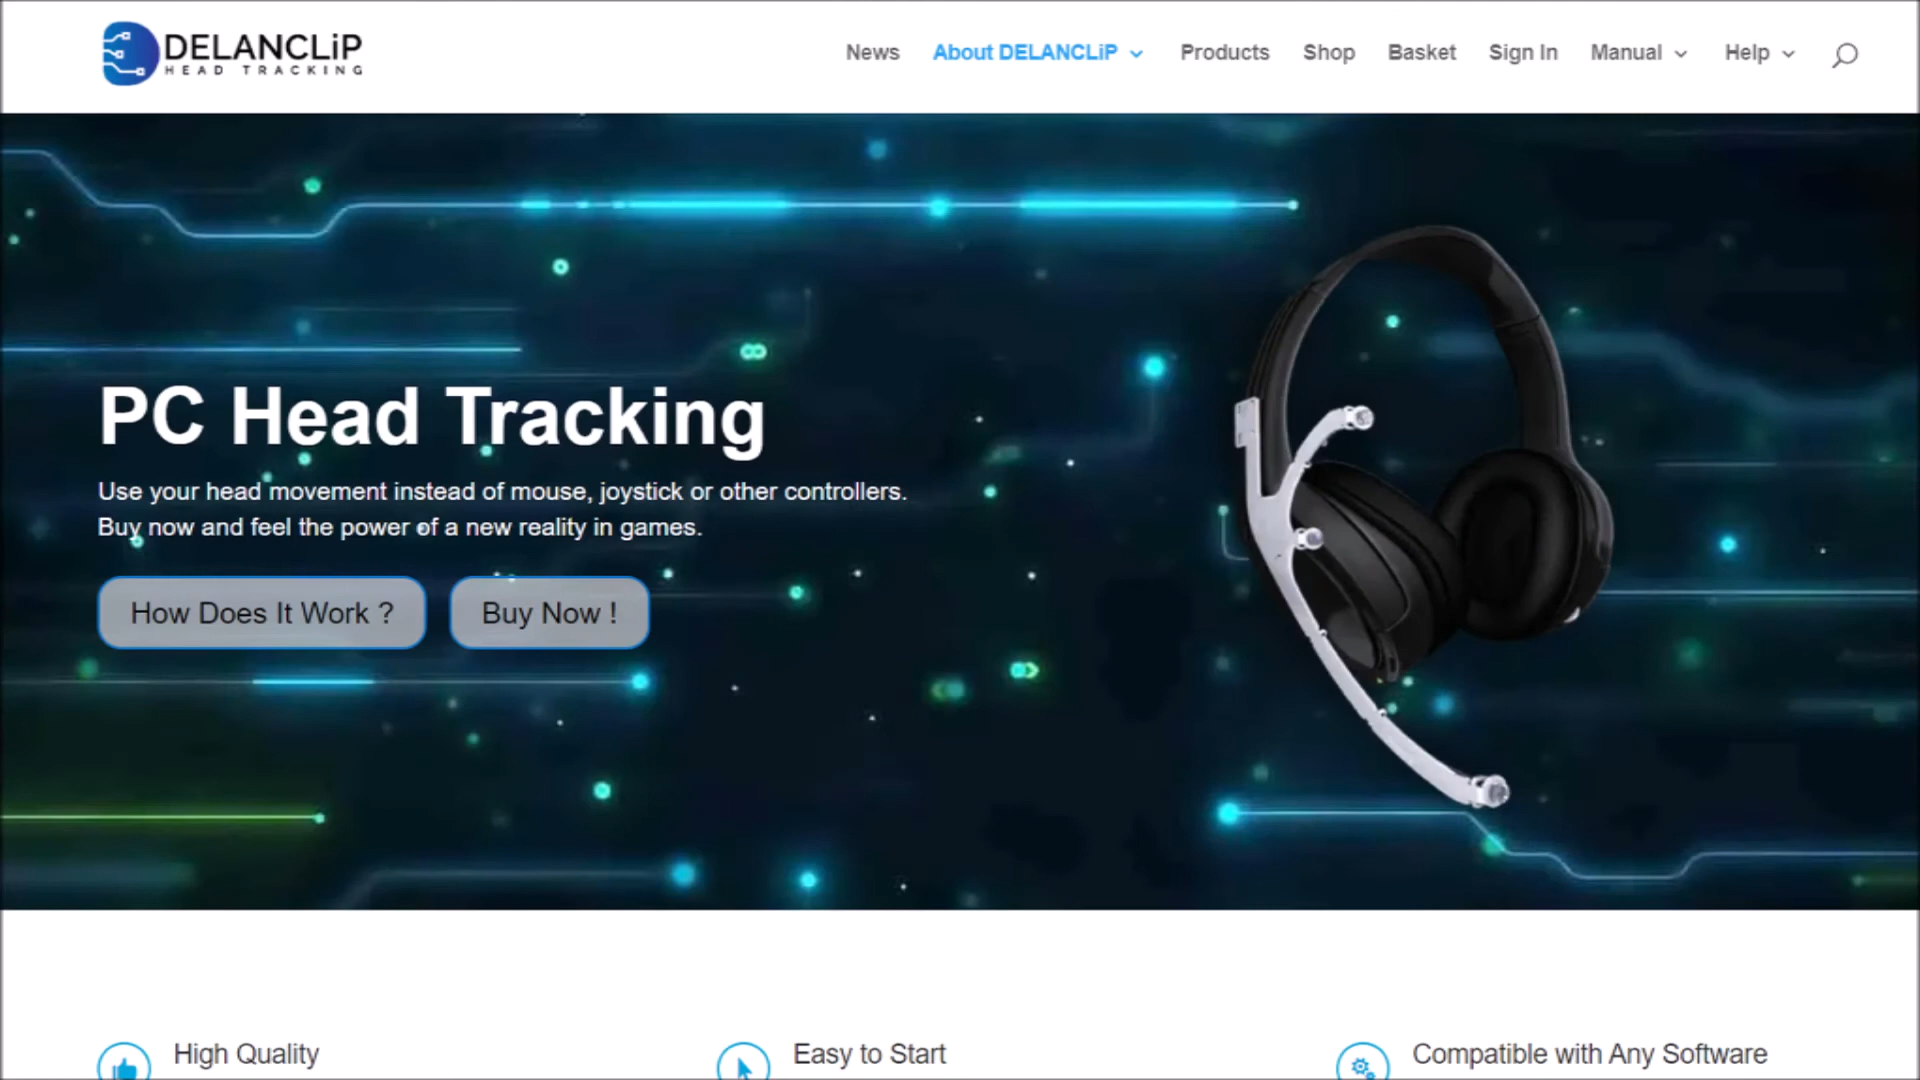 DELANCLiP
HEAD TRACKING
News
About DELANCLiP
Products
Shop
Basket
Sign In
Manual
Help
PC Head Tracking
Use your head movement instead of mouse, joystick or other controllers.
Buy now and feel the power of a new reality in games.
How Does It Work ?
Buy Now !
High Quality
Easy to Start
Compatible with Any Software